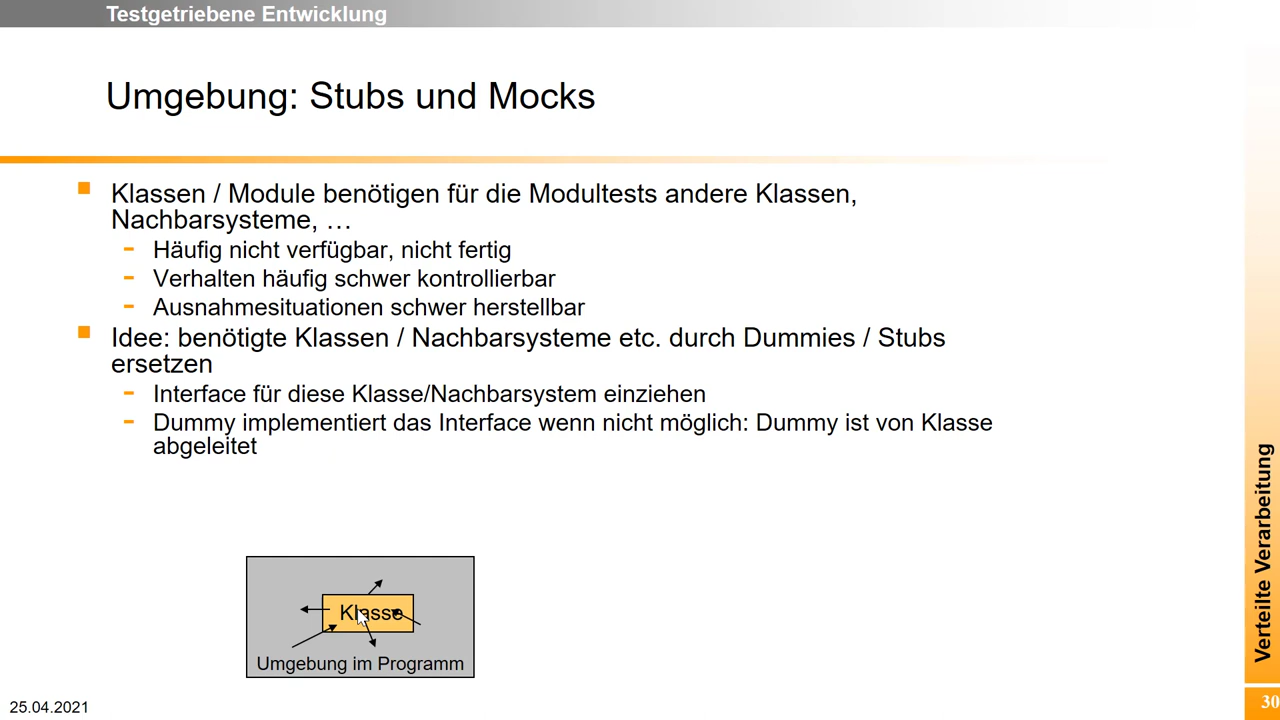 Testgetriebene Entwicklung
Umgebung: Stubs und Mocks
Klassen / Module benötigen für die Modultests andere Klassen,
Nachbarsysteme, …
Häufig nicht verfügbar, nicht fertig
Verhalten häufig schwer kontrollierbar
Ausnahmesituationen schwer herstellbar
Idee: benötigte Klassen / Nachbarsysteme etc. durch Dummies / Stubs
ersetzen
Interface für diese Klasse/Nachbarsystem einziehen
Dummy implementiert das Interface wenn nicht möglich: Dummy ist von Klasse
abgeleitet
Klasse
Umgebung im Programm
Verteilte Verarbeitung
25.04.2021
30